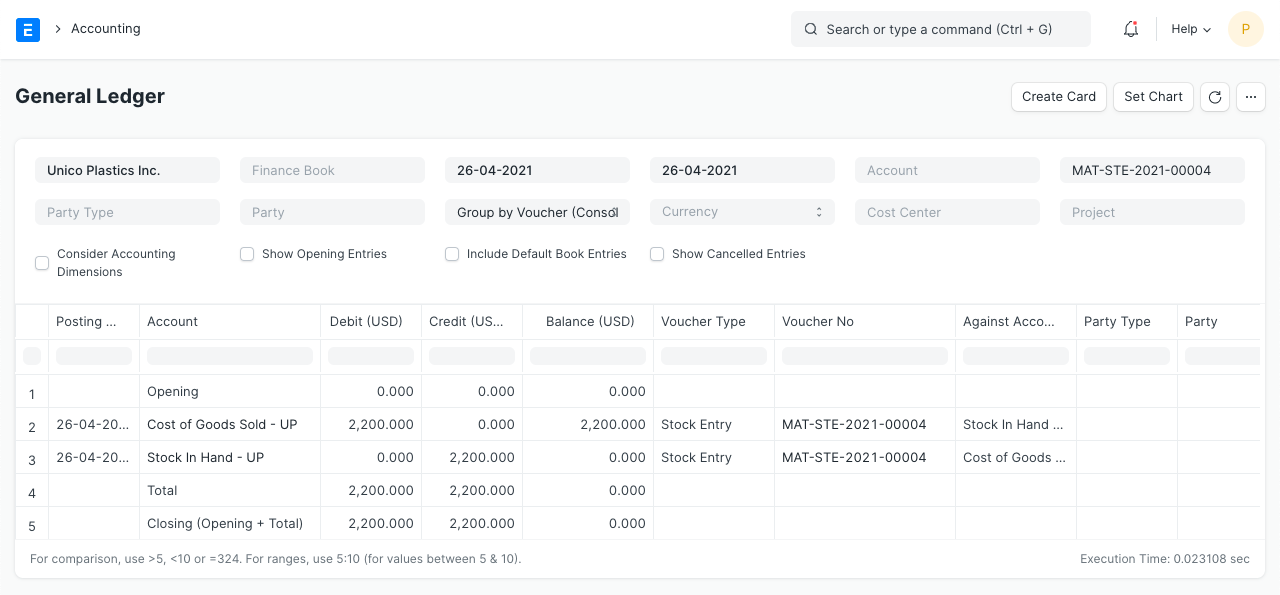 E > Accounting Search or type a command (Ctrl + G) Help P
General Ledger Create Card Set Chart ...
Unico Plastics Inc. Finance Book 26-04-2021 26-04-2021 Account MAT-STE-2021-00004
Party Type Party Group by Voucher (Consol Currency Cost Center Project
Consider Accounting Dimensions Show Opening Entries Include Default Book Entries Show Cancelled Entries
Posting ... Account Debit (USD) Credit (US... Balance (USD) Voucher Type Voucher No Against Acco... Party Type Party
1 Opening 0.000 0.000 0.000
2 26-04-20... Cost of Goods Sold - UP 2,200.000 0.000 2,200.000 Stock Entry MAT-STE-2021-00004 Stock In Hand ...
3 26-04-20... Stock In Hand - UP 0.000 2,200.000 0.000 Stock Entry MAT-STE-2021-00004 Cost of Goods ...
4 Total 2,200.000 2,200.000 0.000
5 Closing (Opening + Total) 2,200.000 2,200.000 0.000
For comparison, use >5, <10 or =324. For ranges, use 5:10 (for values between 5 & 10). Execution Time: 0.023108 sec